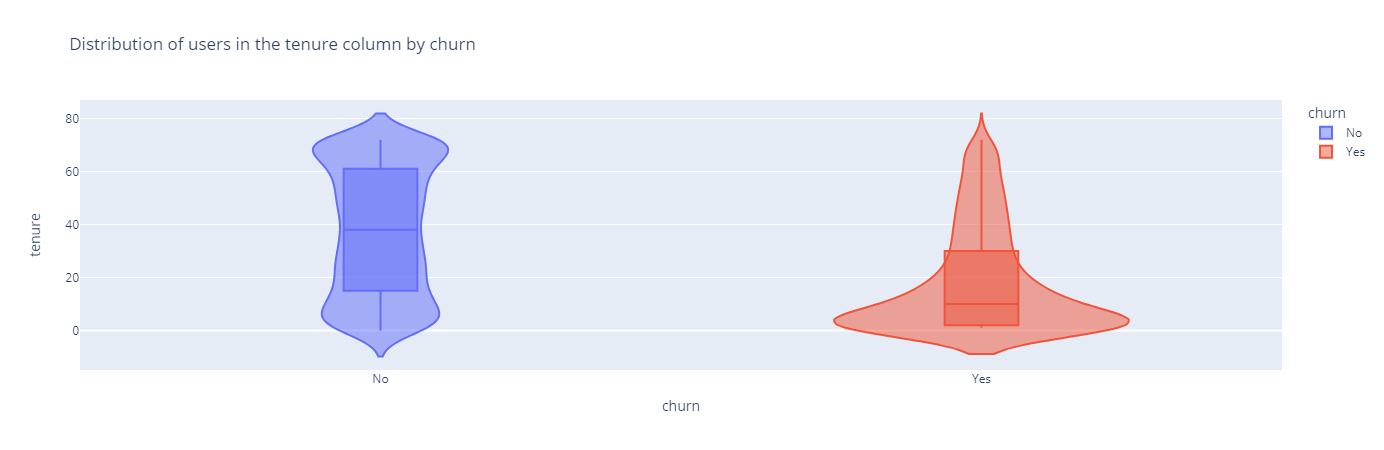 Distribution of users in the tenure column by churn
churn
No
Yes
80
60
40
20
0
tenure
No
Yes
churn